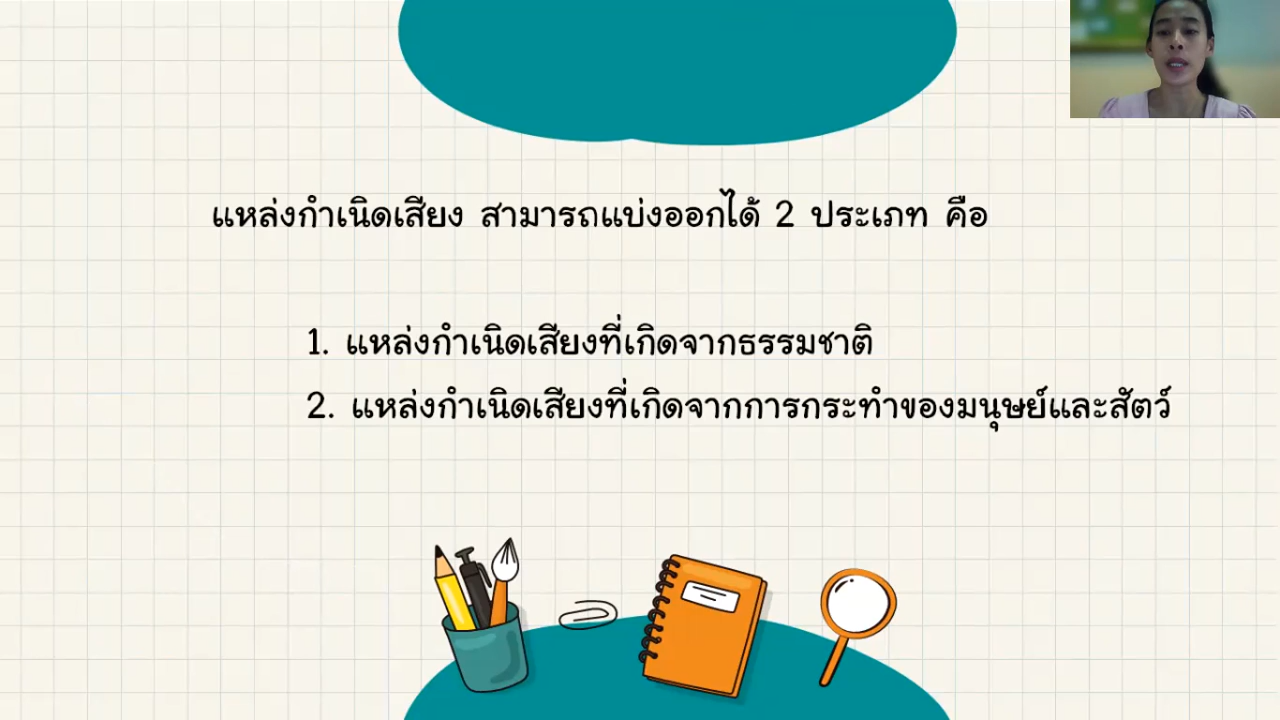 แหล่งกำเนิดเสียง สามารถแบ่งออกได้ 2 ประเภท คือ
1. แหล่งกำเนิดเสียงที่เกิดจากธรรมชาติ
2. แหล่งกำเนิดเสียงที่เกิดจากการกระทำของมนุษย์และสัตว์